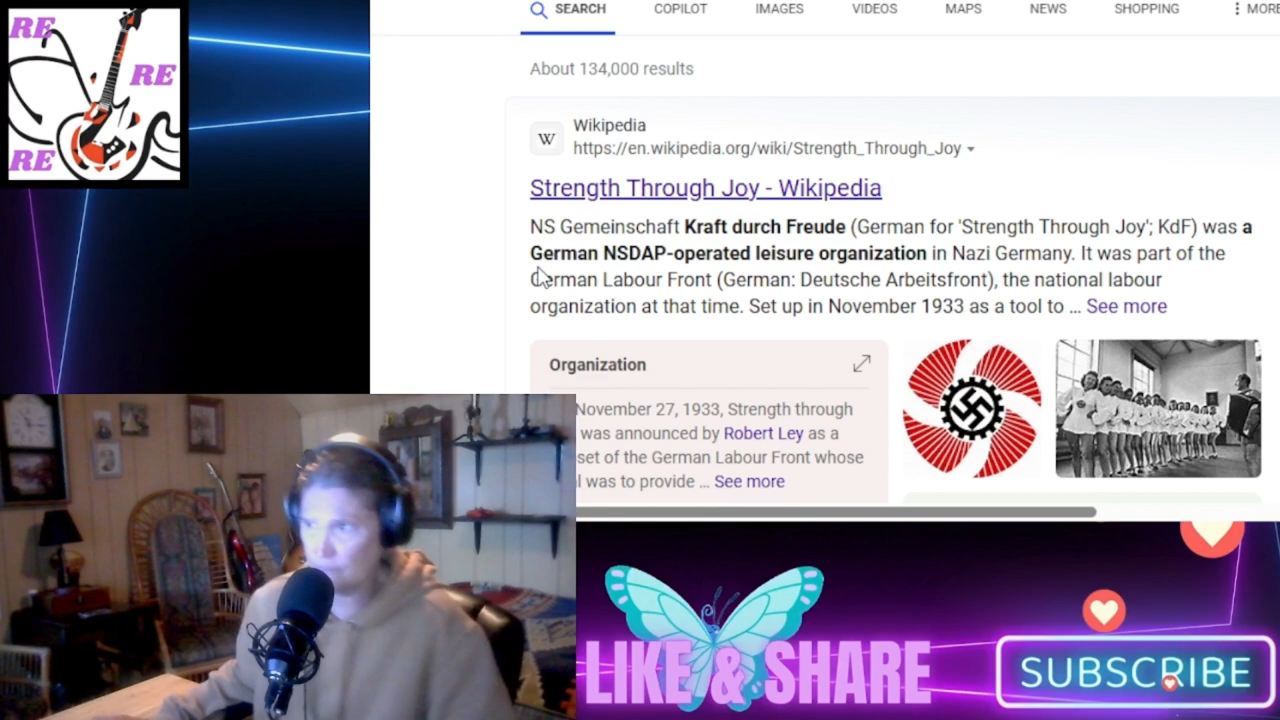 RE
RE
RE
SEARCH COPILOT IMAGES VIDEOS MAPS NEWS SHOPPING MORE
About 134,000 results
W
Wikipedia
https://en.wikipedia.org/wiki/Strength_Through_Joy
Strength Through Joy - Wikipedia
NS Gemeinschaft Kraft durch Freude (German for 'Strength Through Joy'; KdF) was a
German NSDAP-operated leisure organization in Nazi Germany. It was part of the
German Labour Front (German: Deutsche Arbeitsfront), the national labour
organization at that time. Set up in November 1933 as a tool to ... See more
Organization
November 27, 1933, Strength through
was announced by Robert Ley as a
set of the German Labour Front whose
l was to provide ... See more
LIKE & SHARE
SUBSCRIBE